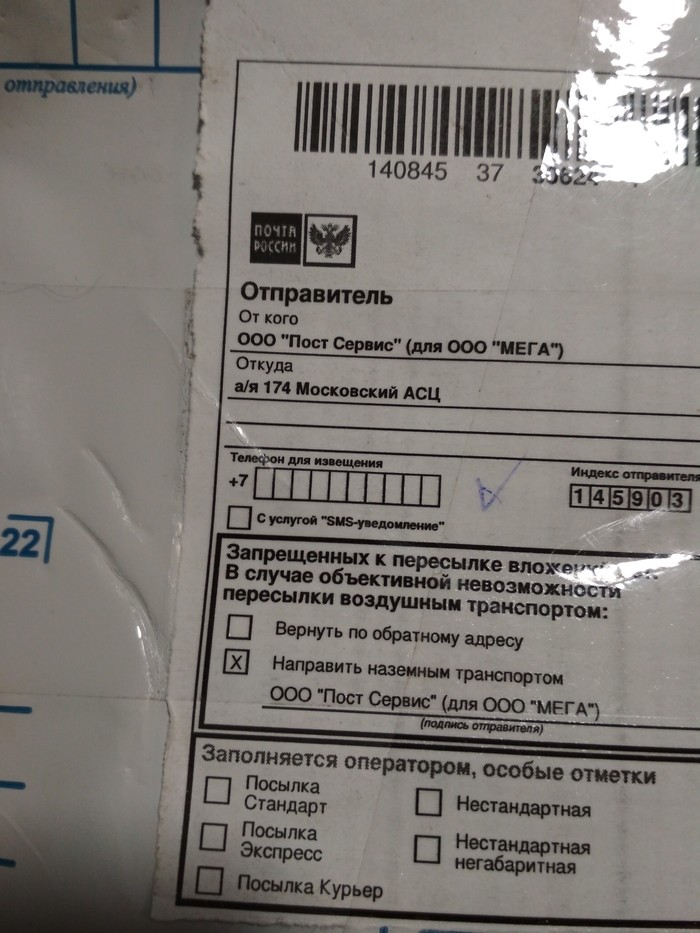 отправления)
140845 37
ПОЧТА
РОССИИ
Отправитель
От кого
ООО "Пост Сервис" (для ООО "МЕГА")
Откуда
а/я 174 Московский АСЦ
Телефон для извещения
+7
Индекс отправителя
145903
С услугой "SMS-уведомление"
Запрещенных к пересылке
В случае объективной невозможности
пересылки воздушным транспортом:
Вернуть по обратному адресу
X Направить наземным транспортом
ООО "Пост Сервис" (для ООО "МЕГА")
(подпись отправителя)
22
Заполняется оператором, особые отметки
Посылка
Стандарт
Нестандартная
Посылка
Экспресс
Нестандартная
негабаритная
Посылка Курьер